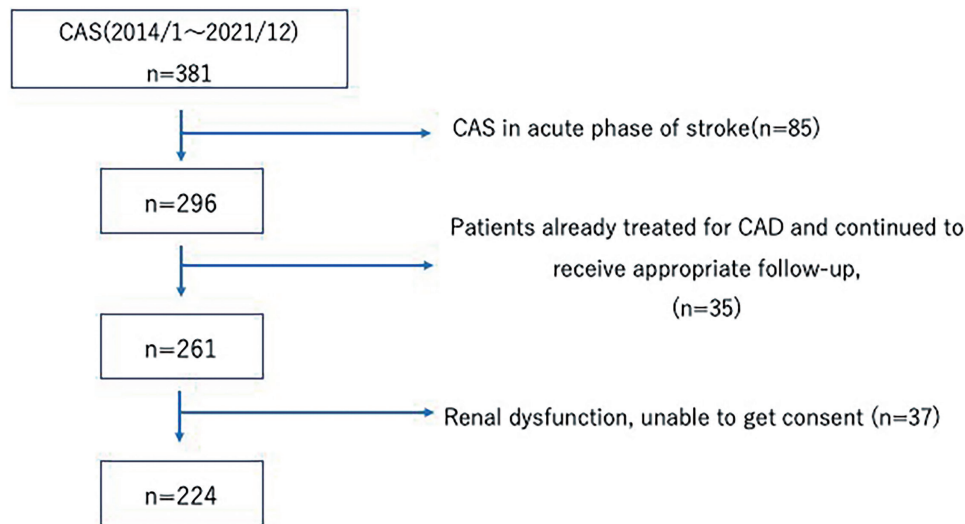 CAS(2014/1～2021/12)
n=381
CAS in acute phase of stroke(n=85)
n=296
Patients already treated for CAD and continued to
receive appropriate follow-up,
(n=35)
n=261
Renal dysfunction, unable to get consent (n=37)
n=224